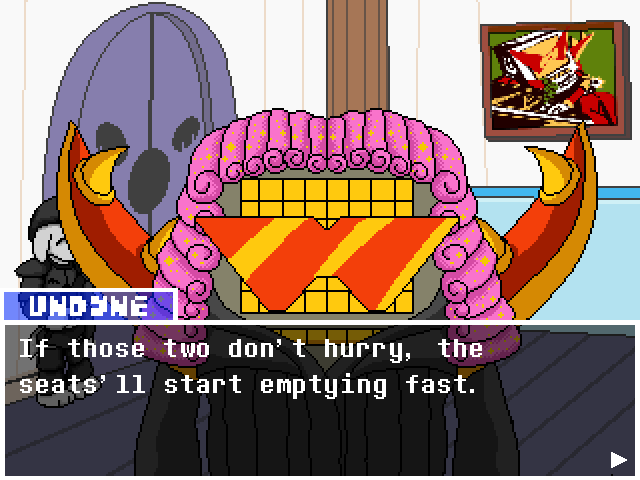 UNDYNE
If those two don't hurry, the
seats'll start emptying fast.